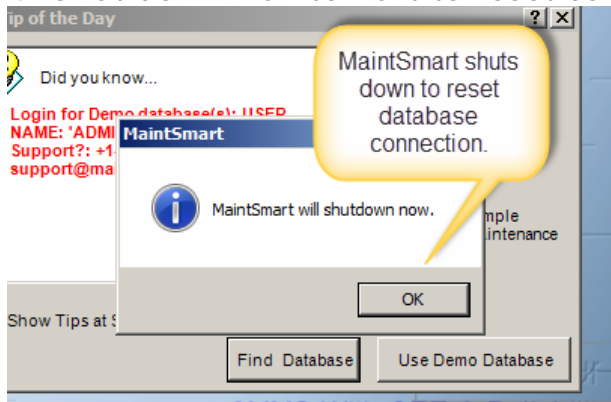 ip of the Day
Did you know...
Login for Demo database(s): USER
NAME: 'ADMI
Support?: +1
support@ma
MaintSmart
MaintSmart will shutdown now.
OK
MaintSmart shuts
down to reset
database
connection.
mple
intenance
Show Tips at S
Find Database
Use Demo Database